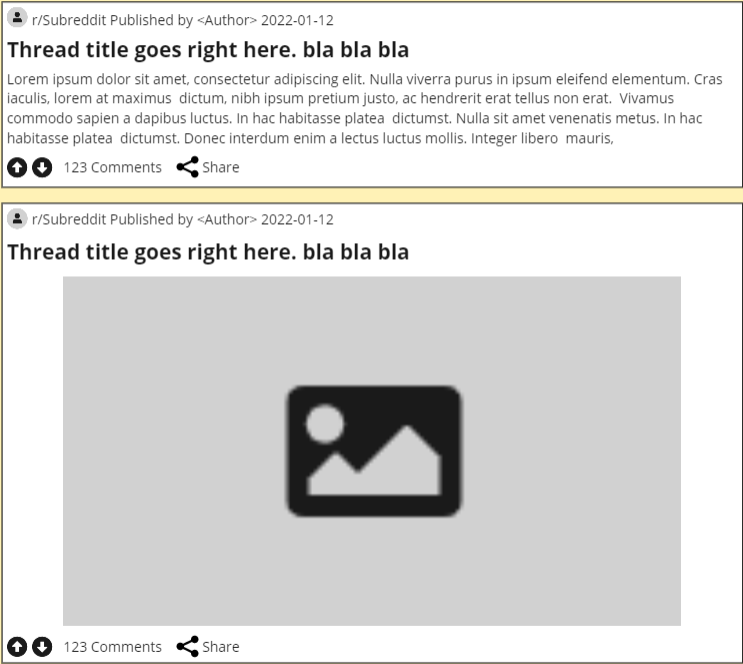 r/Subreddit Published by <Author> 2022-01-12
Thread title goes right here. bla bla bla
Lorem ipsum dolor sit amet, consectetur adipiscing elit. Nulla viverra purus in ipsum eleifend elementum. Cras
iaculis, lorem at maximus  dictum, nibh ipsum pretium justo, ac hendrerit erat tellus non erat.  Vivamus
commodo sapien a dapibus luctus. In hac habitasse platea  dictumst. Nulla sit amet venenatis metus. In hac
habitasse platea  dictumst. Donec interdum enim a lectus luctus mollis. Integer libero  mauris,
123 Comments Share
r/Subreddit Published by <Author> 2022-01-12
Thread title goes right here. bla bla bla
123 Comments Share